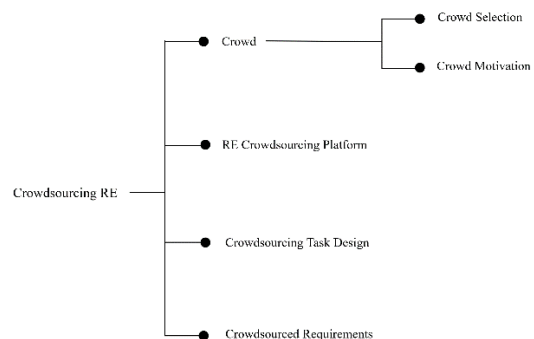 Crowd Selection
Crowd
Crowd Motivation
RE Crowdsourcing Platform
Crowdsourcing RE
Crowdsourcing Task Design
Crowdsourced Requirements